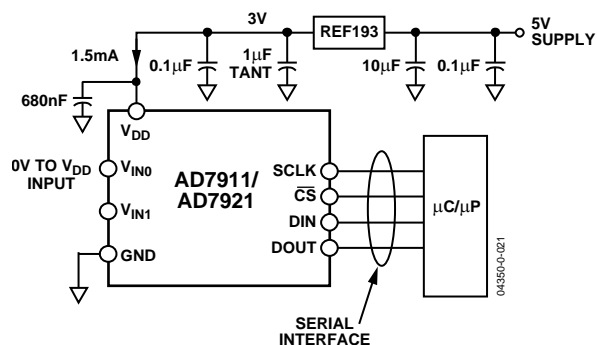 3V
REF193
5V
SUPPLY
1.5mA
0.1μF
1μF
TANT
10μF
0.1μF
680nF
VDD
0V TO VDD
INPUT
VIN0
VIN1
GND
AD7911/
AD7921
SCLK
C̅S̅
DIN
DOUT
μC/μP
SERIAL
INTERFACE
04350-0-021